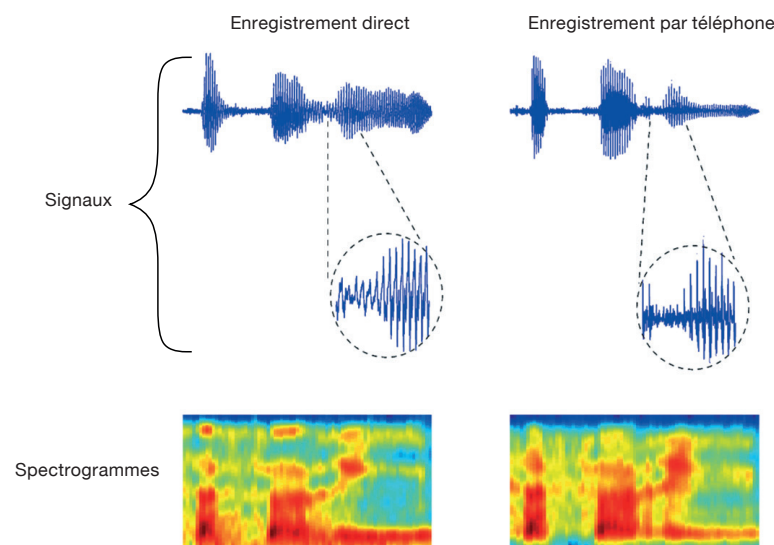 Enregistrement direct
Enregistrement par téléphone
Signaux
Spectrogrammes